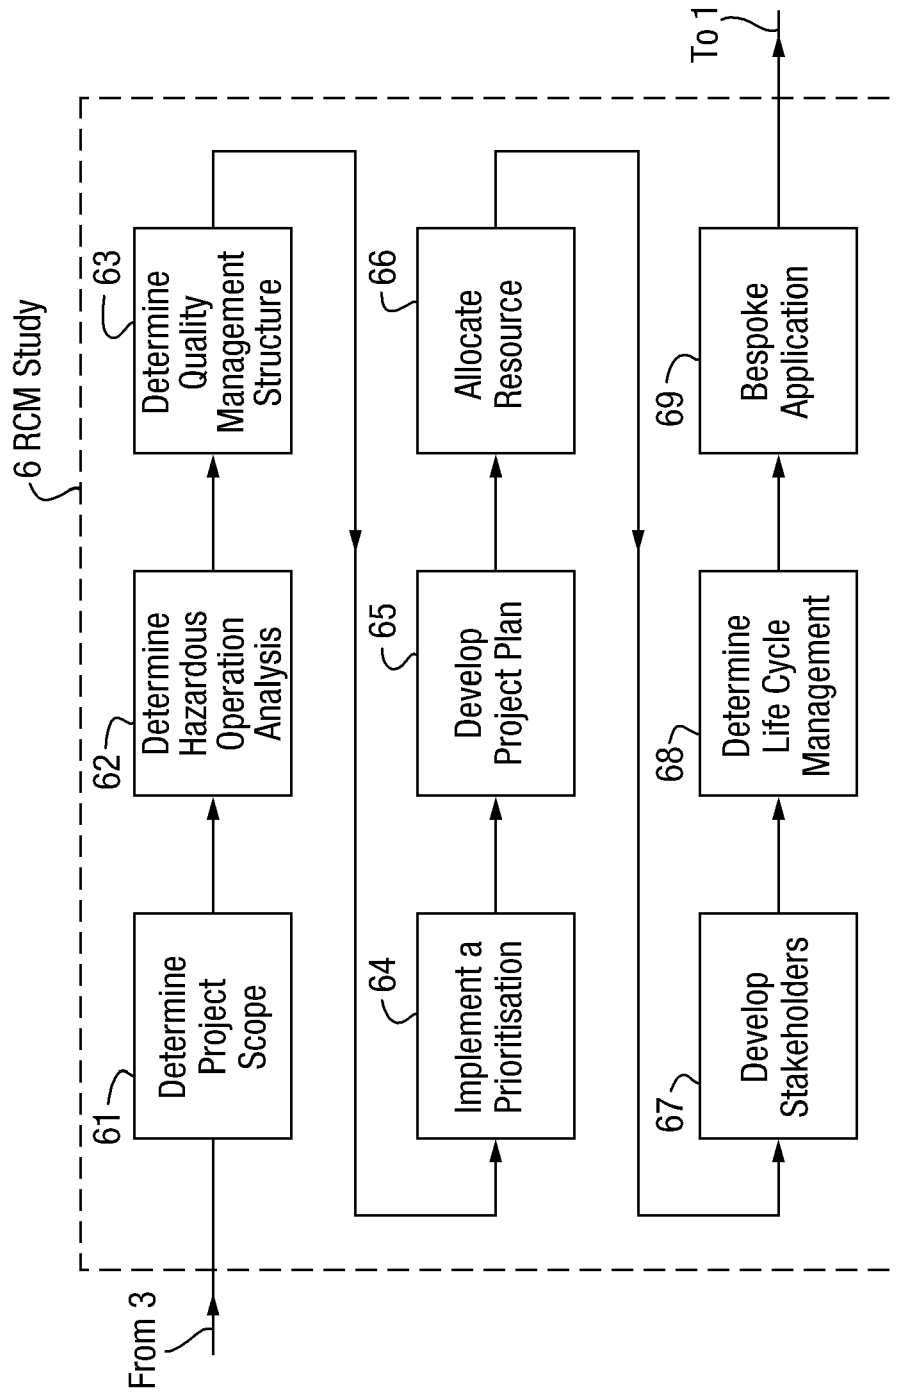 6 RCM Study
From 3
61
Determine
Project
Scope
62
Determine
Hazardous
Operation
Analysis
63
Determine
Quality
Management
Structure
64
Implement a
Prioritisation
65
Develop
Project Plan
66
Allocate
Resource
67
Develop
Stakeholders
68
Determine
Life Cycle
Management
69
Bespoke
Application
To 1